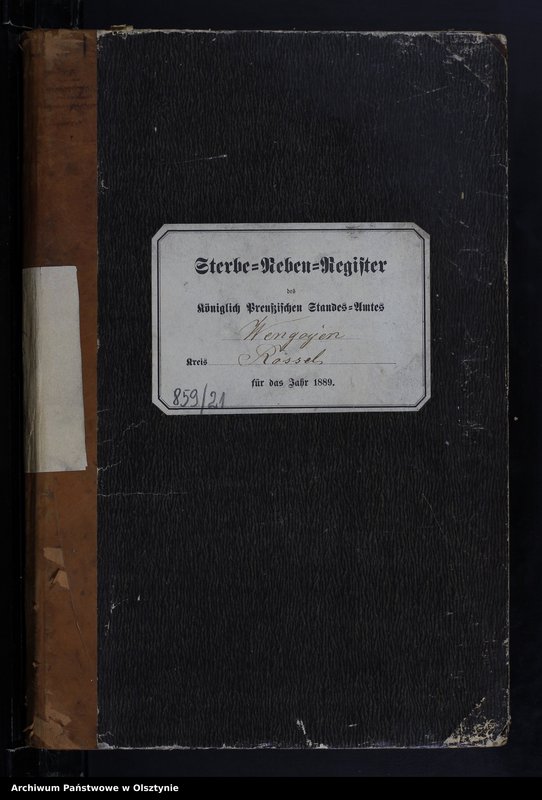 Sterbe=Neben=Register
des
Königlich Preußischen Standes=Amtes
Wengoyen
Kreis Rössel
für das Jahr 1889.
859/21
Archiwum Państwowe w Olsztynie